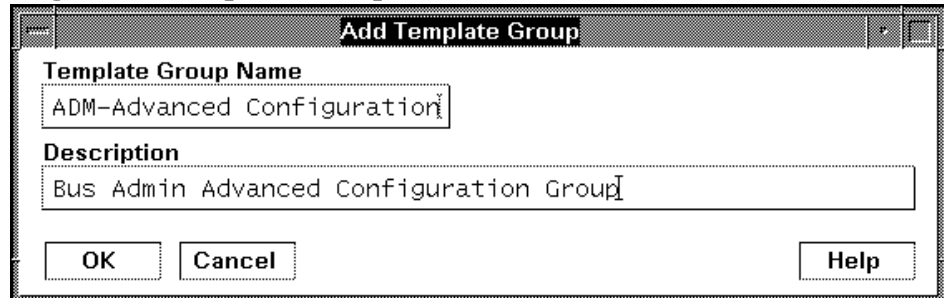 Add Template Group
Template Group Name
ADM-Advanced Configuration
Description
Bus Admin Advanced Configuration Group
OK Cancel Help